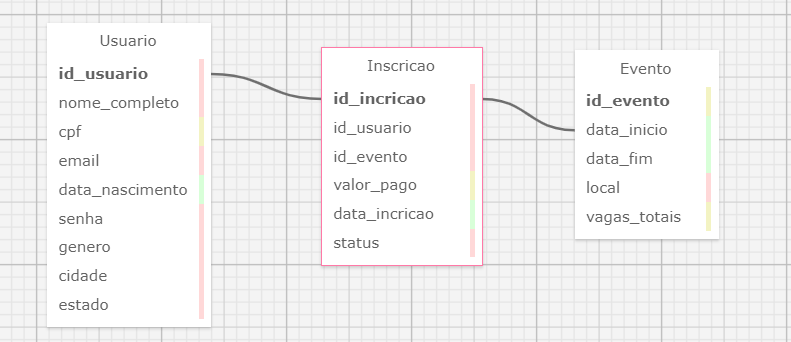 Usuario
id_usuario
nome_completo
cpf
email
data_nascimento
senha
genero
cidade
estado
Inscricao
id_incricao
id_usuario
id_evento
valor_pago
data_incricao
status
Evento
id_evento
data_inicio
data_fim
local
vagas_totais